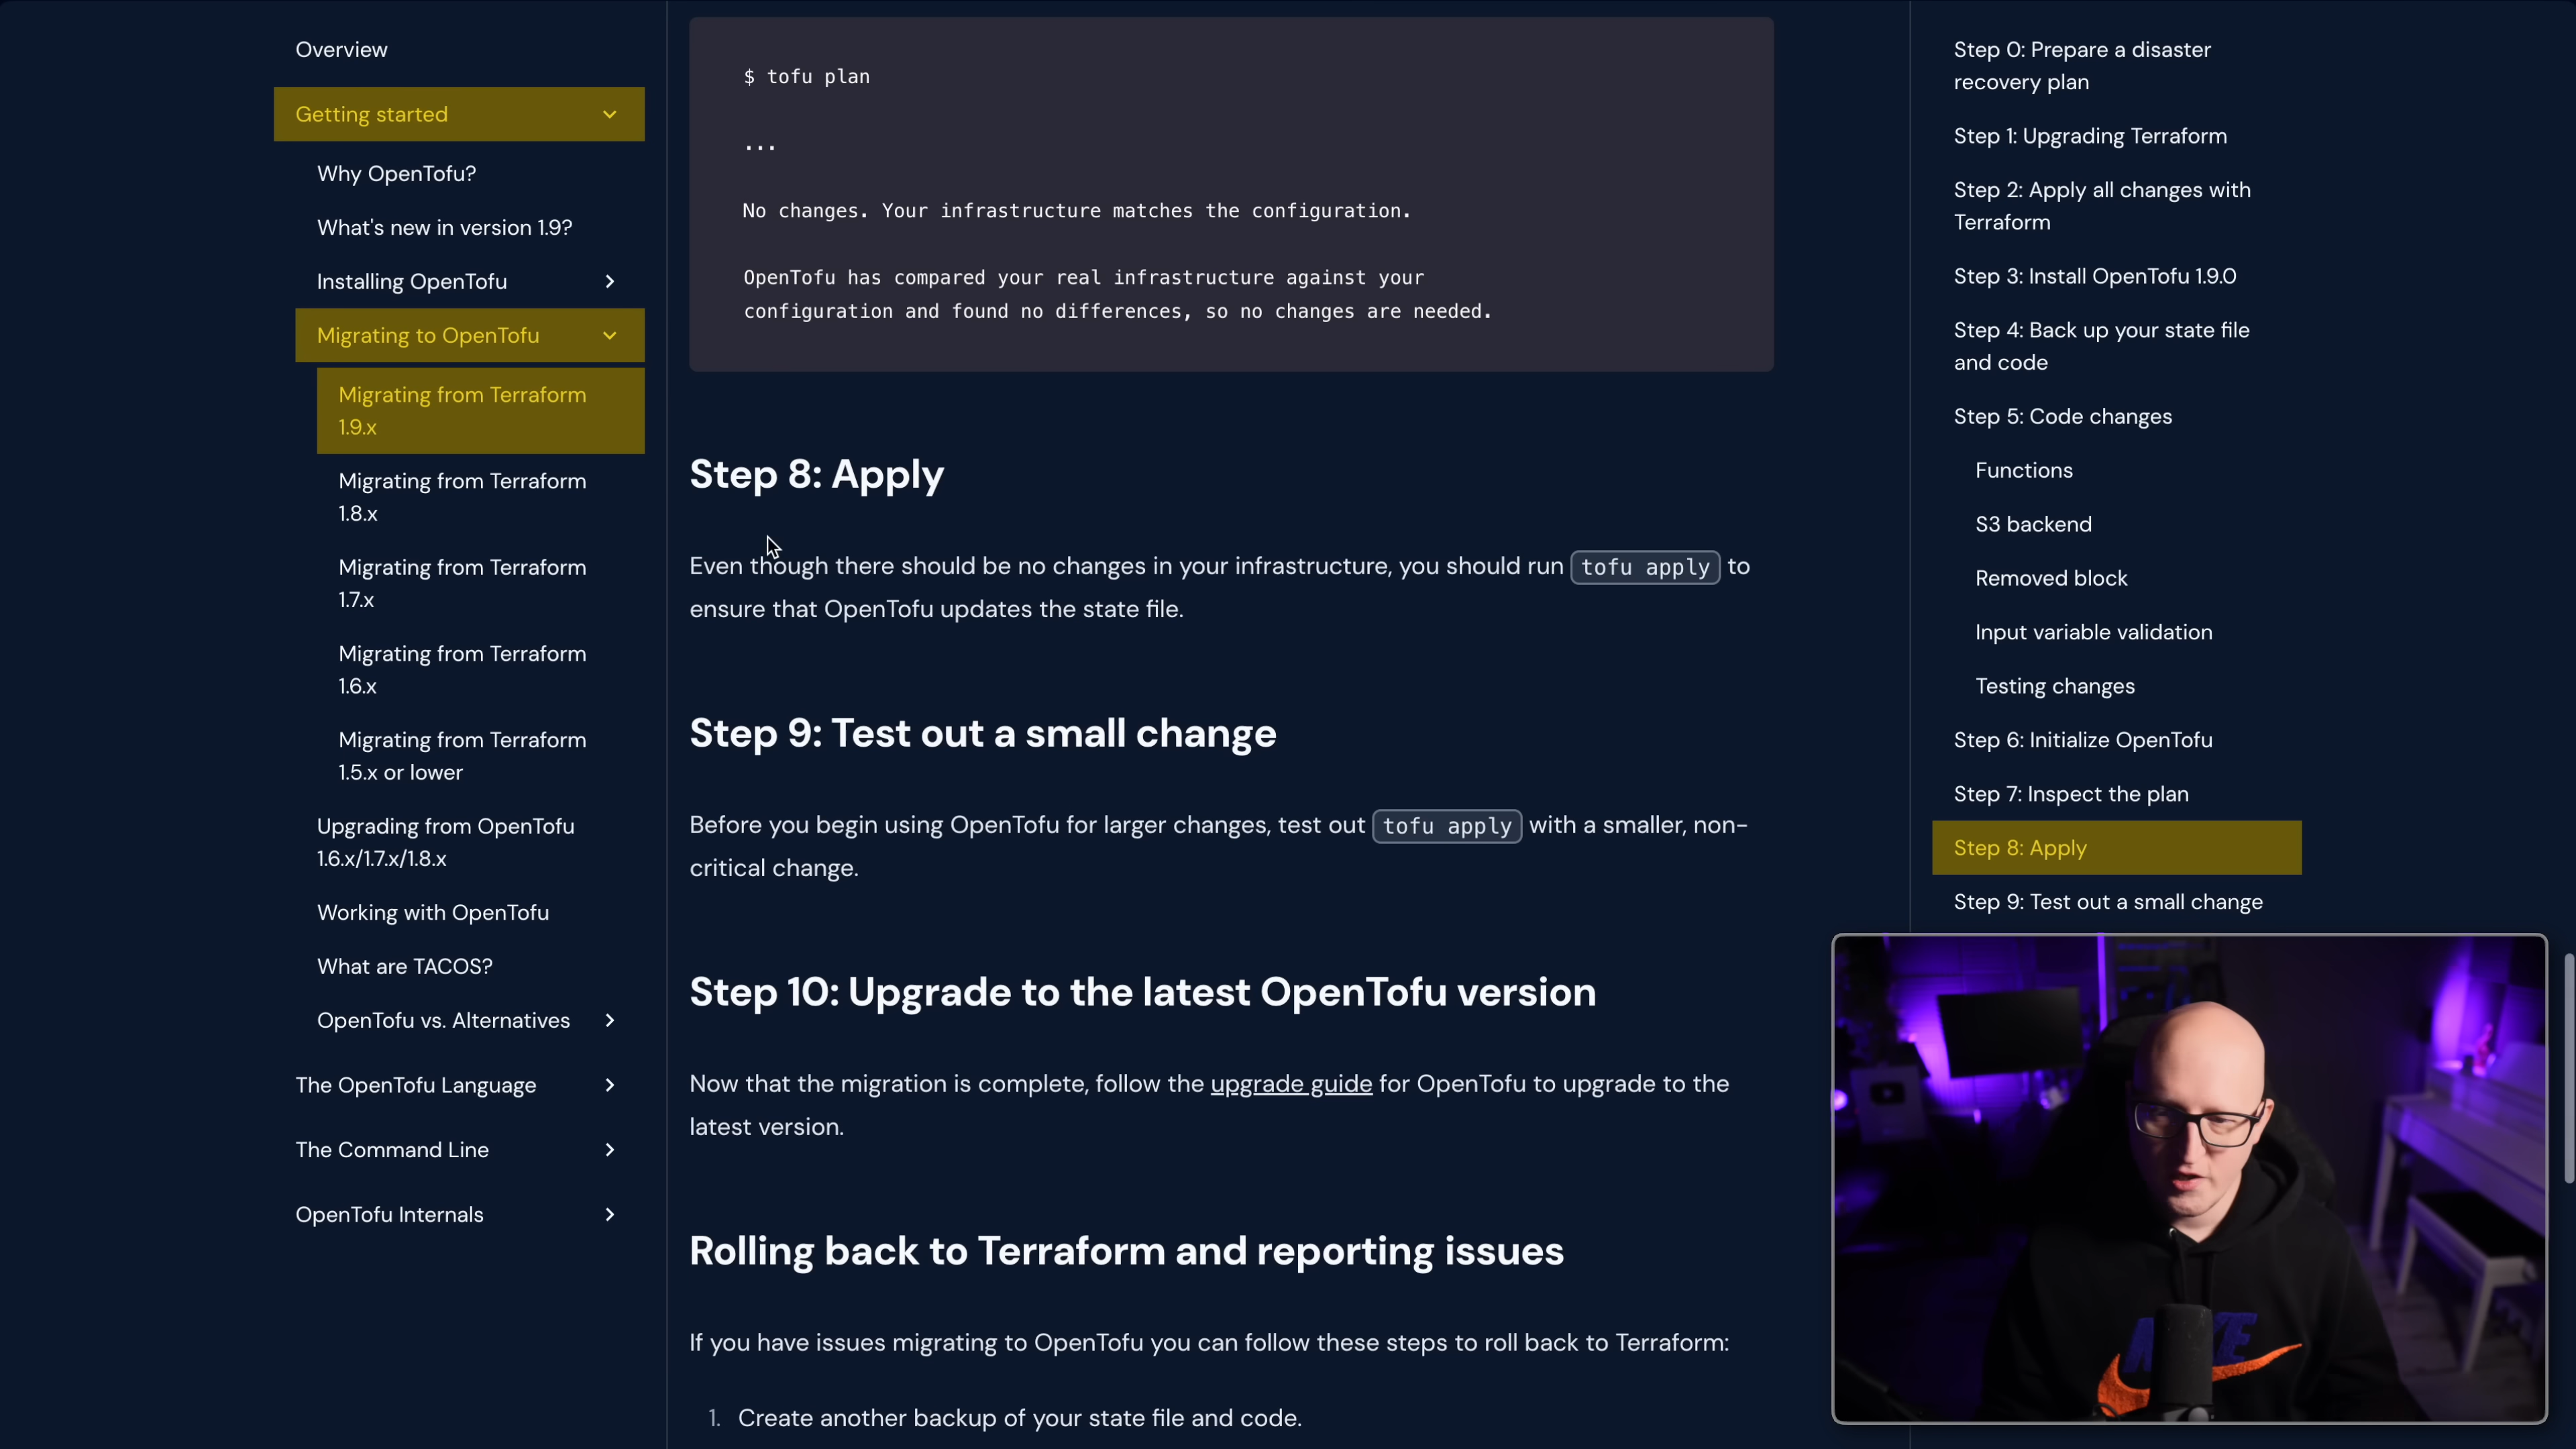 Overview
Getting started
Why OpenTofu?
What's new in version 1.9?
Installing OpenTofu
Migrating to OpenTofu
Migrating from Terraform
1.9.x
Migrating from Terraform
1.8.x
Migrating from Terraform
1.7.x
Migrating from Terraform
1.6.x
Migrating from Terraform
1.5.x or lower
Upgrading from OpenTofu
1.6.x/1.7.x/1.8.x
Working with OpenTofu
What are TACOS?
OpenTofu vs. Alternatives
The OpenTofu Language
The Command Line
OpenTofu Internals
$ tofu plan
...
No changes. Your infrastructure matches the configuration.
OpenTofu has compared your real infrastructure against your
configuration and found no differences, so no changes are needed.
Step 8: Apply
Even though there should be no changes in your infrastructure, you should run tofu apply to
ensure that OpenTofu updates the state file.
Step 9: Test out a small change
Before you begin using OpenTofu for larger changes, test out tofu apply with a smaller, non-
critical change.
Step 10: Upgrade to the latest OpenTofu version
Now that the migration is complete, follow the upgrade guide for OpenTofu to upgrade to the
latest version.
Rolling back to Terraform and reporting issues
If you have issues migrating to OpenTofu you can follow these steps to roll back to Terraform:
1. Create another backup of your state file and code.
Step 0: Prepare a disaster
recovery plan
Step 1: Upgrading Terraform
Step 2: Apply all changes with
Terraform
Step 3: Install OpenTofu 1.9.0
Step 4: Back up your state file
and code
Step 5: Code changes
Functions
S3 backend
Removed block
Input variable validation
Testing changes
Step 6: Initialize OpenTofu
Step 7: Inspect the plan
Step 8: Apply
Step 9: Test out a small change